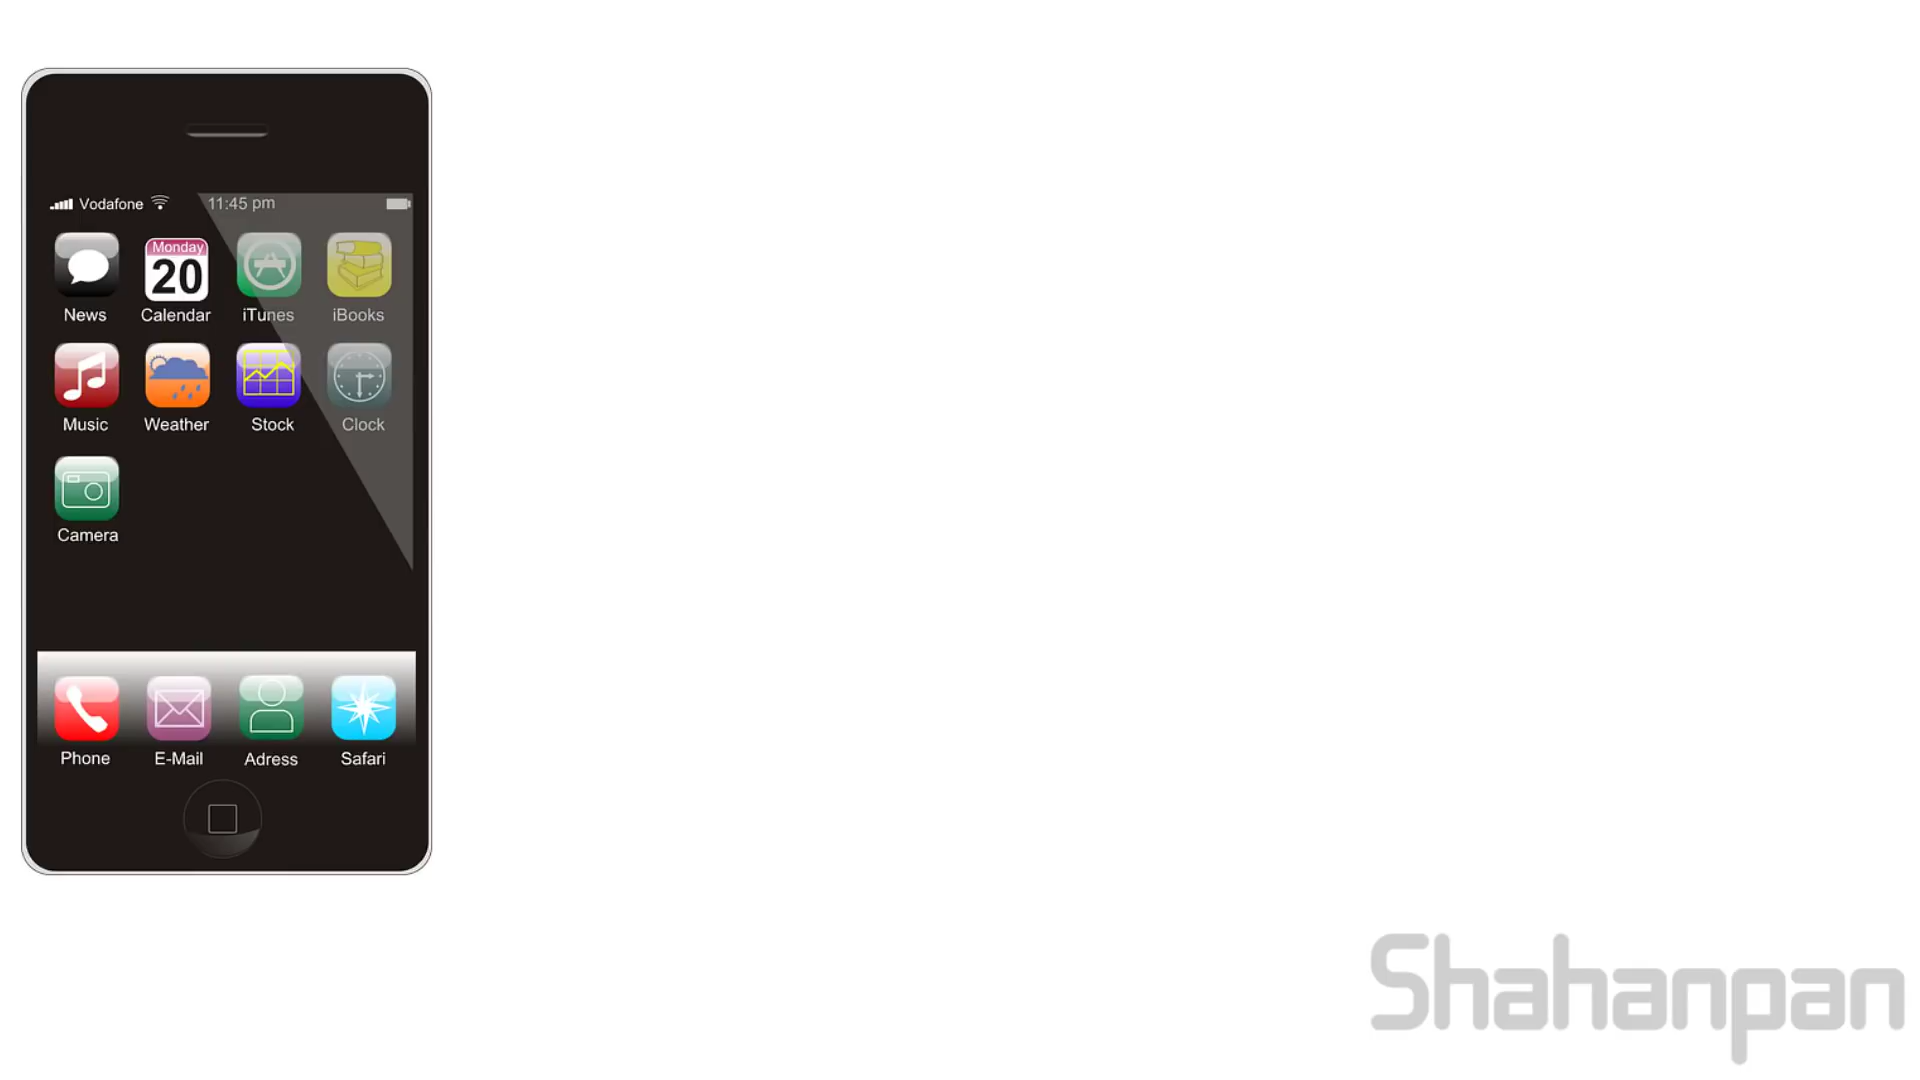 Vodafone 11:45 pm
Monday
20
News Calendar iTunes iBooks
Music Weather Stock Clock
Camera
Phone E-Mail Adress Safari
Shahanpan